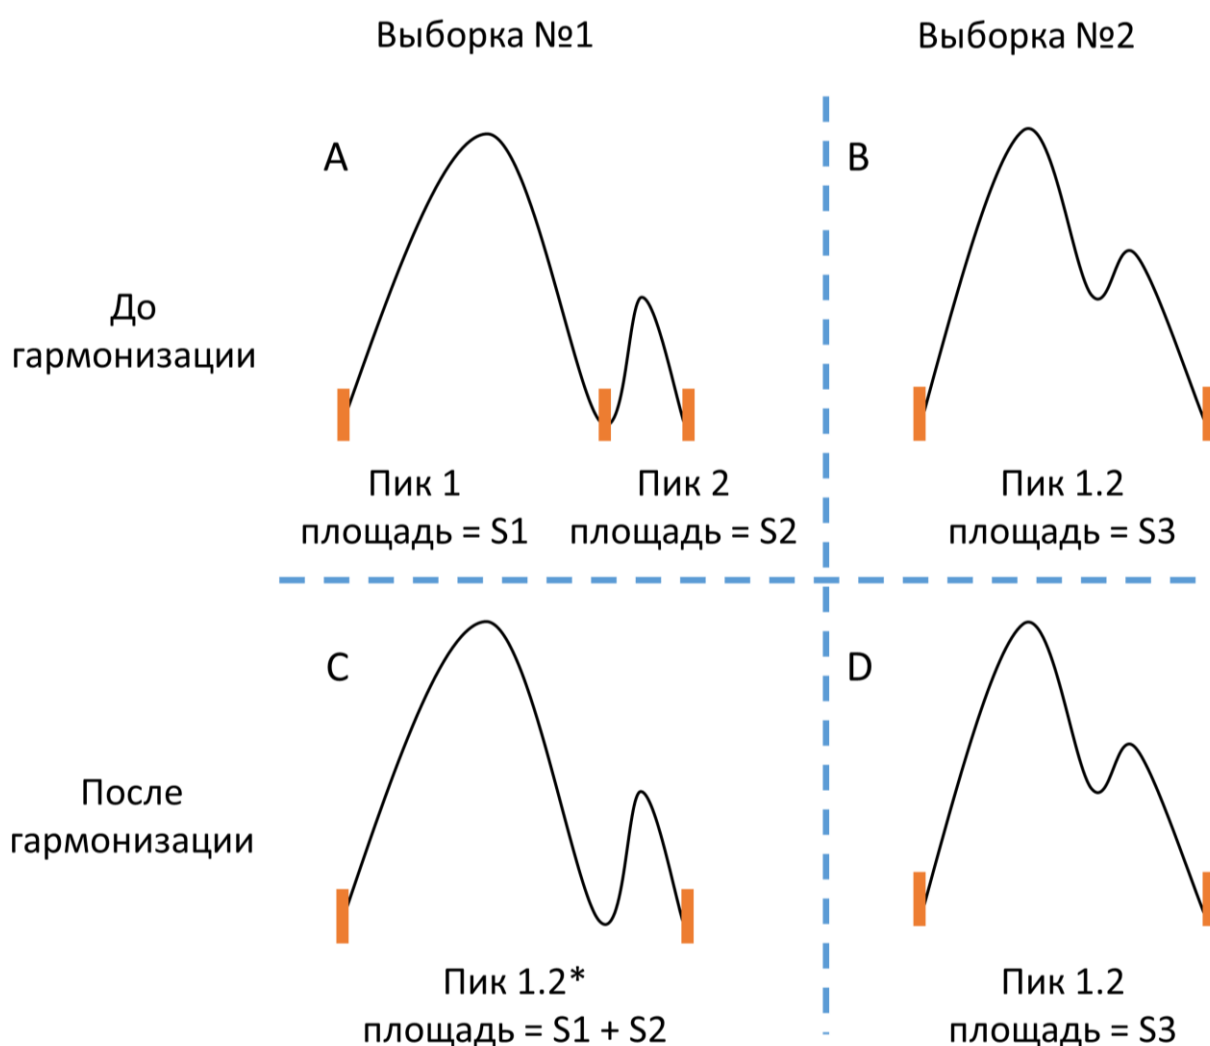 Выборка №1
Выборка №2
A
B
До
гармонизации
Пик 1
площадь = S1
Пик 2
площадь = S2
Пик 1.2
площадь = S3
C
D
После
гармонизации
Пик 1.2*
площадь = S1 + S2
Пик 1.2
площадь = S3